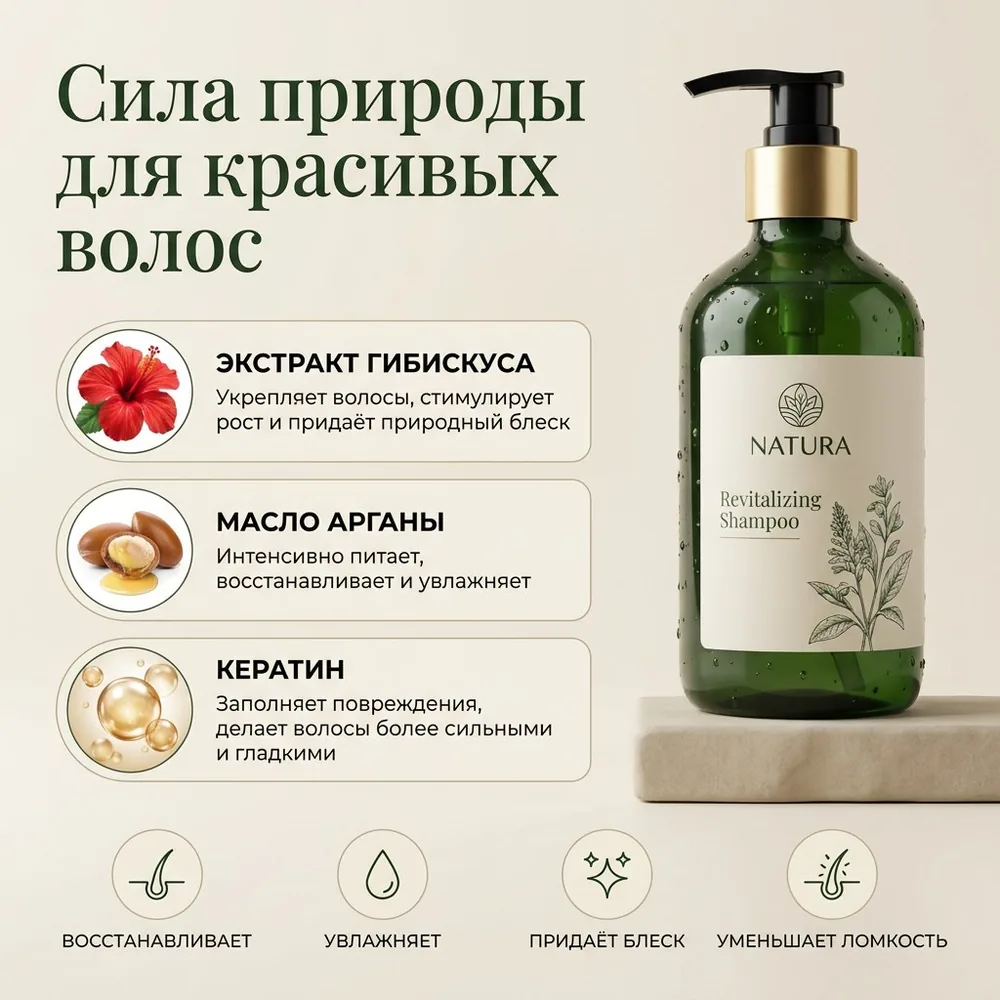 Сила природы
для красивых
волос
ЭКСТРАКТ ГИБИСКУСА
Укрепляет волосы, стимулирует
рост и придаёт природный блеск
МАСЛО АРГАНЫ
Интенсивно питает,
восстанавливает и увлажняет
КЕРАТИН
Заполняет повреждения,
делает волосы более сильными
и гладкими
NATURA
Revitalizing
Shampoo
ВОССТАНАВЛИВАЕТ
УВЛАЖНЯЕТ
ПРИДАЁТ БЛЕСК
УМЕНЬШАЕТ ЛОМКОСТЬ